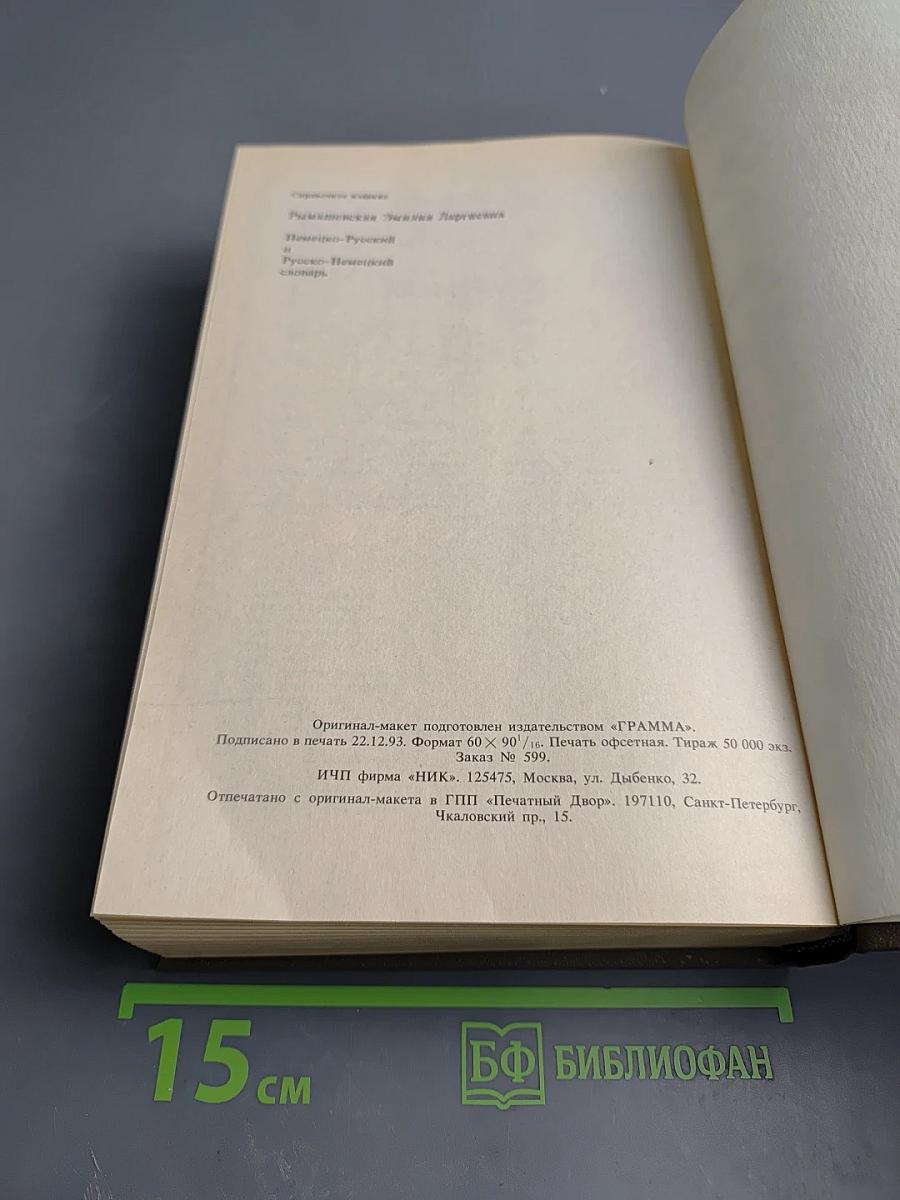 Справочное издание
Немецко-Русский
и
Русско-Немецкий
словарь
Оригинал-макет подготовлен издательством «ГРАММА».
Подписано в печать 22.12.93. Формат 60 × 90¹/₁₆. Печать офсетная. Тираж 50 000 экз.
Заказ № 599.
ИЧП фирма «НИК». 125475, Москва, ул. Дыбенко, 32.
Отпечатано с оригинал-макета в ГПП «Печатный Двор». 197110, Санкт-Петербург,
Чкаловский пр., 15.
15 см
БФ БИБЛИОФАН